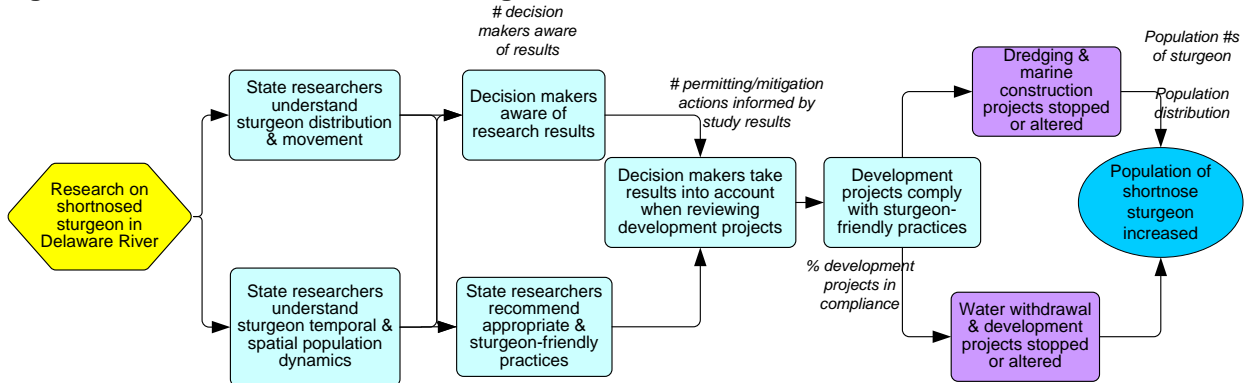 Research on
shortnosed
sturgeon in
Delaware River
State researchers
understand
sturgeon distribution
& movement
State researchers
understand
sturgeon temporal &
spatial population
dynamics
# decision
makers aware
of results
Decision makers
aware of
research results
State researchers
recommend
appropriate &
sturgeon-friendly
practices
# permitting/mitigation
actions informed by
study results
Decision makers take
results into account
when reviewing
development projects
Development
projects comply
with sturgeon-
friendly practices
% development
projects in
compliance
Dredging &
marine
construction
projects stopped
or altered
Water withdrawal
& development
projects stopped
or altered
Population #s
of sturgeon
Population
distribution
Population of
shortnose
sturgeon
increased